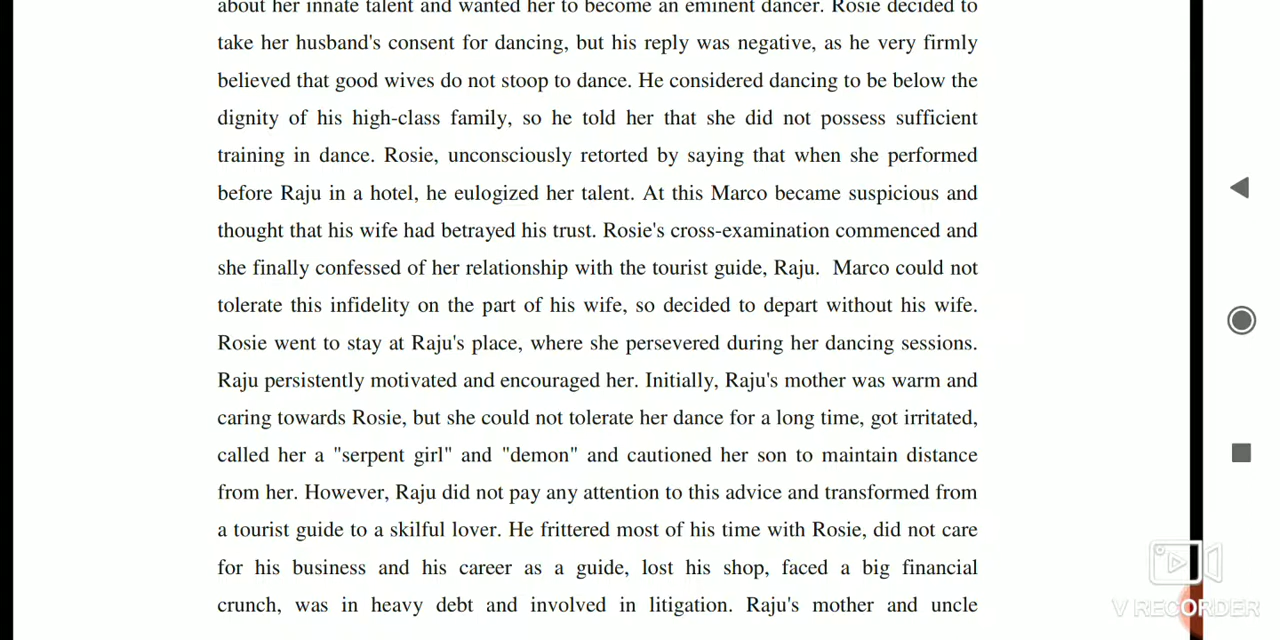 about her innate talent and wanted her to become an eminent dancer. Rosie decided to
take her husband's consent for dancing, but his reply was negative, as he very firmly
believed that good wives do not stoop to dance. He considered dancing to be below the
dignity of his high-class family, so he told her that she did not possess sufficient
training in dance. Rosie, unconsciously retorted by saying that when she performed
before Raju in a hotel, he eulogized her talent. At this Marco became suspicious and
thought that his wife had betrayed his trust. Rosie's cross-examination commenced and
she finally confessed of her relationship with the tourist guide, Raju.  Marco could not
tolerate this infidelity on the part of his wife, so decided to depart without his wife.
Rosie went to stay at Raju's place, where she persevered during her dancing sessions.
Raju persistently motivated and encouraged her. Initially, Raju's mother was warm and
caring towards Rosie, but she could not tolerate her dance for a long time, got irritated,
called her a "serpent girl" and "demon" and cautioned her son to maintain distance
from her. However, Raju did not pay any attention to this advice and transformed from
a tourist guide to a skilful lover. He frittered most of his time with Rosie, did not care
for his business and his career as a guide, lost his shop, faced a big financial
crunch, was in heavy debt and involved in litigation. Raju's mother and uncle
V RECORDER